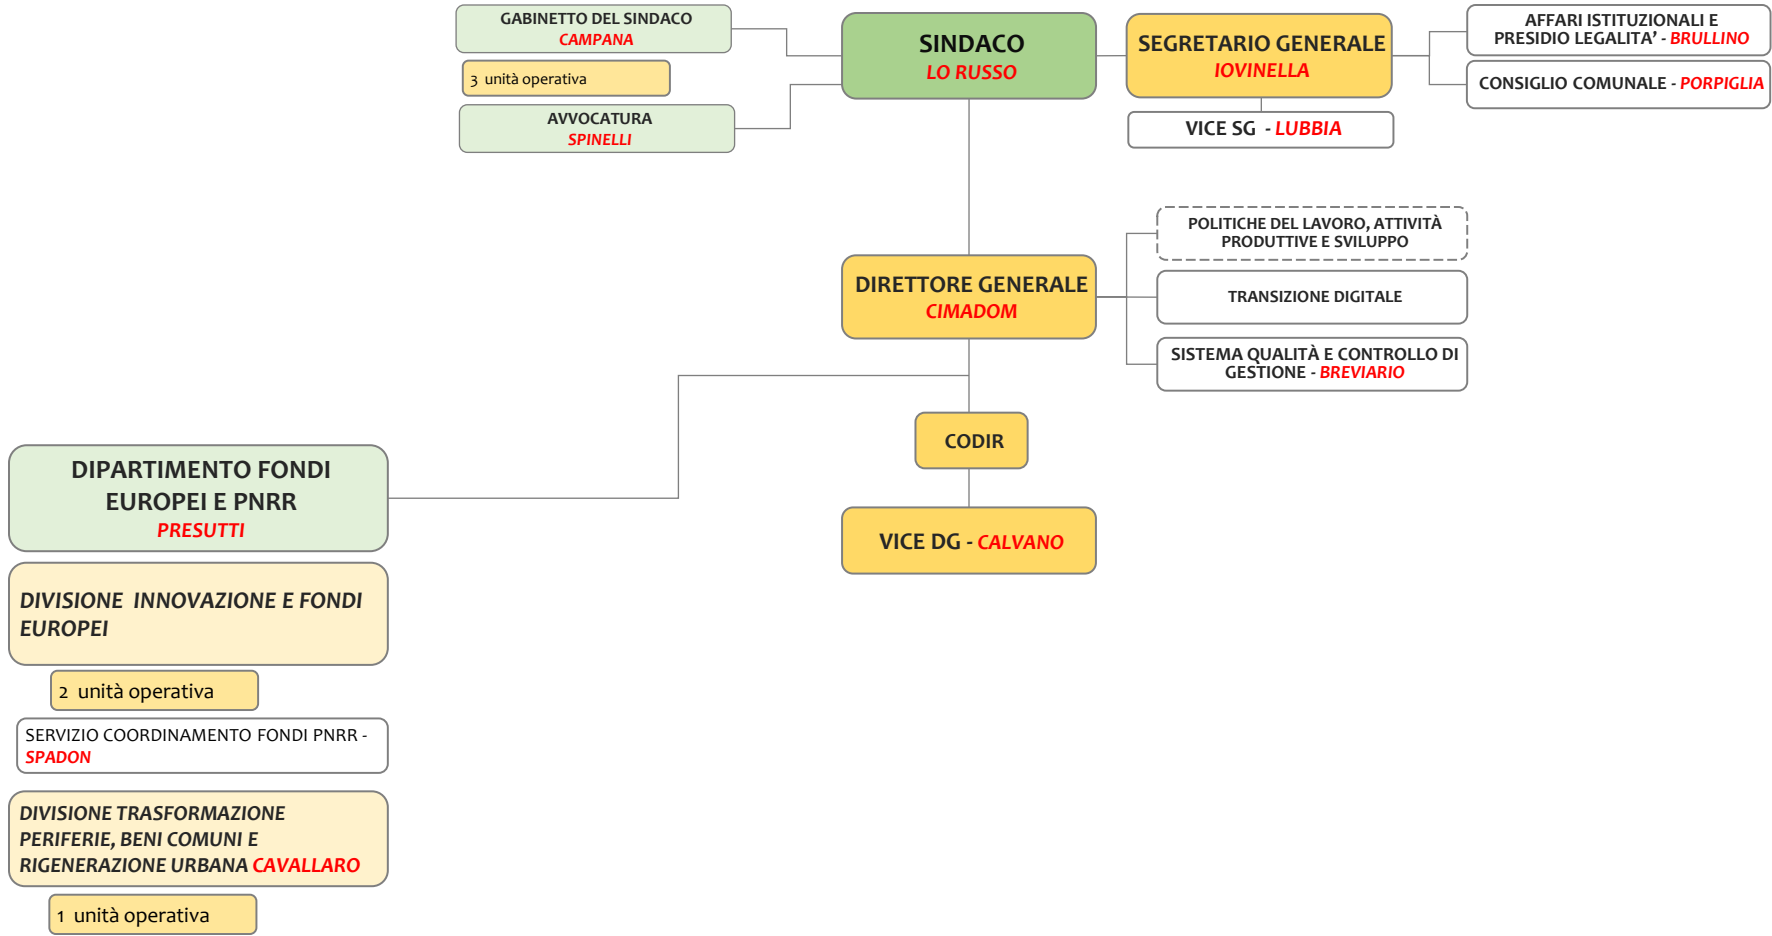 GABINETTO DEL SINDACO
CAMPANA
3 unità operativa
AVVOCATURA
SPINELLI
SINDACO
LO RUSSO
SEGRETARIO GENERALE
IOVINELLA
VICE SG - LUBBIA
AFFARI ISTITUZIONALI E
PRESIDIO LEGALITA’ - BRULLINO
CONSIGLIO COMUNALE - PORPIGLIA
DIRETTORE GENERALE
CIMADOM
POLITICHE DEL LAVORO, ATTIVITÀ
PRODUTTIVE E SVILUPPO
TRANSIZIONE DIGITALE
SISTEMA QUALITÀ E CONTROLLO DI
GESTIONE - BREVIARIO
CODIR
VICE DG - CALVANO
DIPARTIMENTO FONDI
EUROPEI E PNRR
PRESUTTI
DIVISIONE INNOVAZIONE E FONDI
EUROPEI
2 unità operativa
SERVIZIO COORDINAMENTO FONDI PNRR -
SPADON
DIVISIONE TRASFORMAZIONE
PERIFERIE, BENI COMUNI E
RIGENERAZIONE URBANA CAVALLARO
1 unità operativa